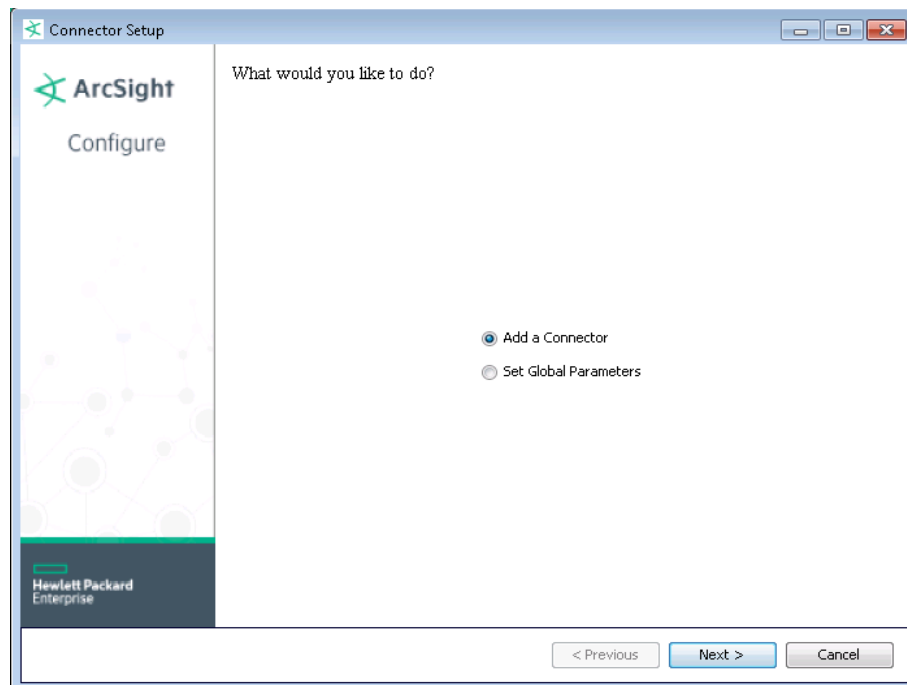 Connector Setup
ArcSight
Configure
What would you like to do?
Add a Connector
Set Global Parameters
Hewlett Packard
Enterprise
< Previous
Next >
Cancel